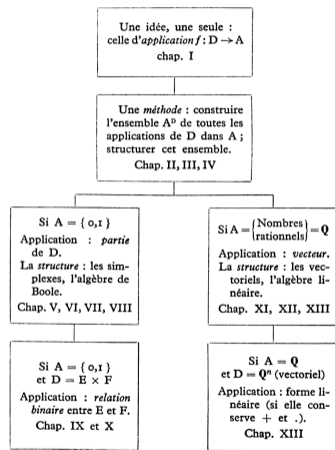 Une idée, une seule :
celle d'application f : D → A
chap. I
Une méthode : construire
l'ensemble Aᴰ de toutes les
applications de D dans A ;
structurer cet ensemble.
Chap. II, III, IV
Si A = { 0,1 }
Application : partie
de D.
La structure : les sim-
plexes, l'algèbre de
Boole.
Chap. V, VI, VII, VIII
Si A = {Nombres
rationnels} = Q
Application : vecteur.
La structure : les vec-
toriels, l'algèbre li-
néaire.
Chap. XI, XII, XIII
Si A = { 0,1 }
et D = E × F
Application : relation
binaire entre E et F.
Chap. IX et X
Si A = Q
et D = Qⁿ (vectoriel)
Application : forme
linéaire (si elle con-
serve + et .).
Chap. XIII